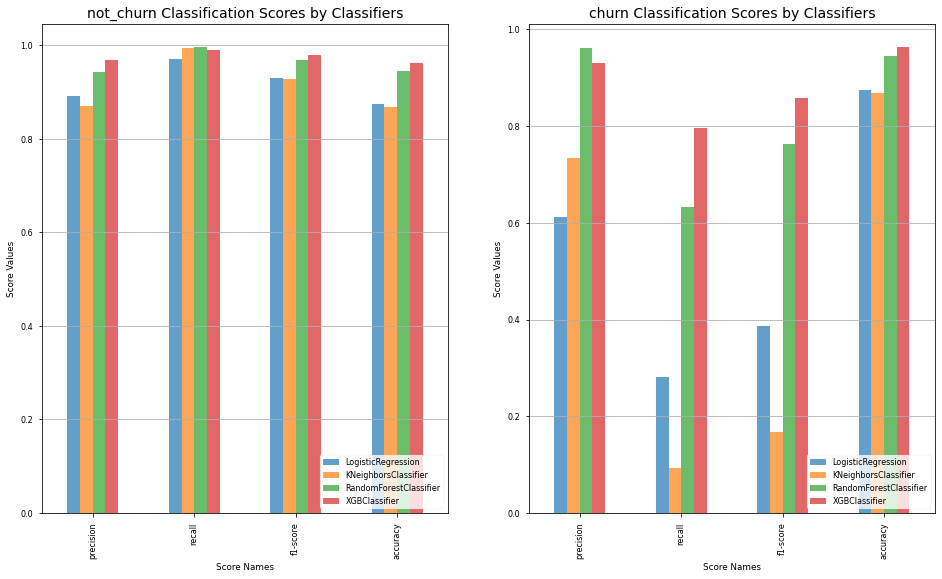 not_churn Classification Scores by Classifiers
1.0
0.8
0.6
0.4
0.2
0.0
Score Values
precision
recall
f1-score
accuracy
Score Names
LogisticRegression
KNeighborsClassifier
RandomForestClassifier
XGBClassifier
churn Classification Scores by Classifiers
1.0
0.8
0.6
0.4
0.2
0.0
Score Values
precision
recall
f1-score
accuracy
Score Names
LogisticRegression
KNeighborsClassifier
RandomForestClassifier
XGBClassifier